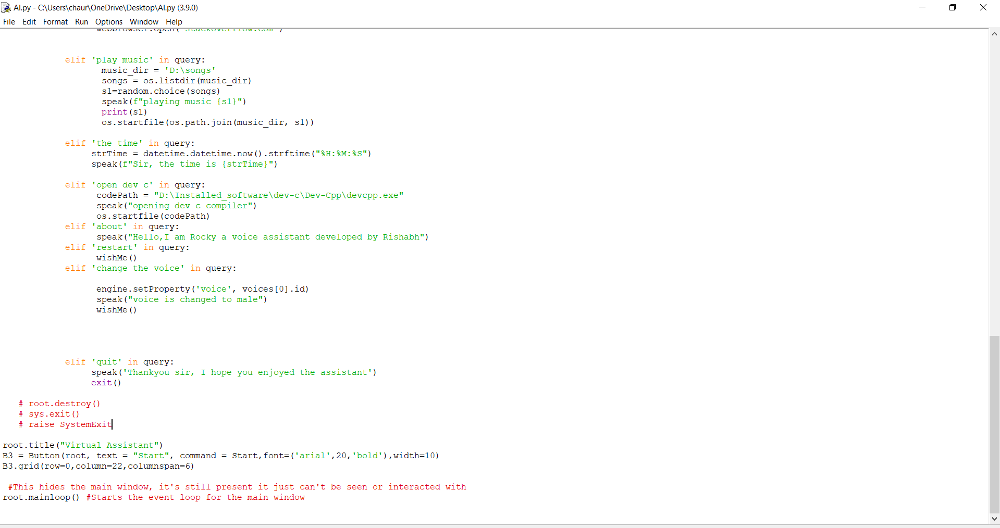 AI.py - C:\Users\chaur\OneDrive\Desktop\AI.py (3.9.0)
File Edit Format Run Options Window Help
webbrowser.open("stackoverflow.com")
elif 'play music' in query:
music_dir = 'D:\songs'
songs = os.listdir(music_dir)
s1=random.choice(songs)
speak(f"playing music {s1}")
print(s1)
os.startfile(os.path.join(music_dir, s1))
elif 'the time' in query:
strTime = datetime.datetime.now().strftime("%H:%M:%S")
speak(f"Sir, the time is {strTime}")
elif 'open dev c' in query:
codePath = "D:\Installed_software\dev-c\Dev-Cpp\devcpp.exe"
speak("opening dev c compiler")
os.startfile(codePath)
elif 'about' in query:
speak("Hello,I am Rocky a voice assistant developed by Rishabh")
elif 'restart' in query:
wishMe()
elif 'change the voice' in query:
engine.setProperty('voice', voices[0].id)
speak("voice is changed to male")
wishMe()
elif 'quit' in query:
speak('Thankyou sir, I hope you enjoyed the assistant')
exit()
# root.destroy()
# sys.exit()
# raise SystemExit
root.title("Virtual Assistant")
B3 = Button(root, text = "Start", command = Start,font=('arial',20,'bold'),width=10)
B3.grid(row=0,column=22,columnspan=6)
#This hides the main window, it's still present it just can't be seen or interacted with
root.mainloop() #Starts the event loop for the main window